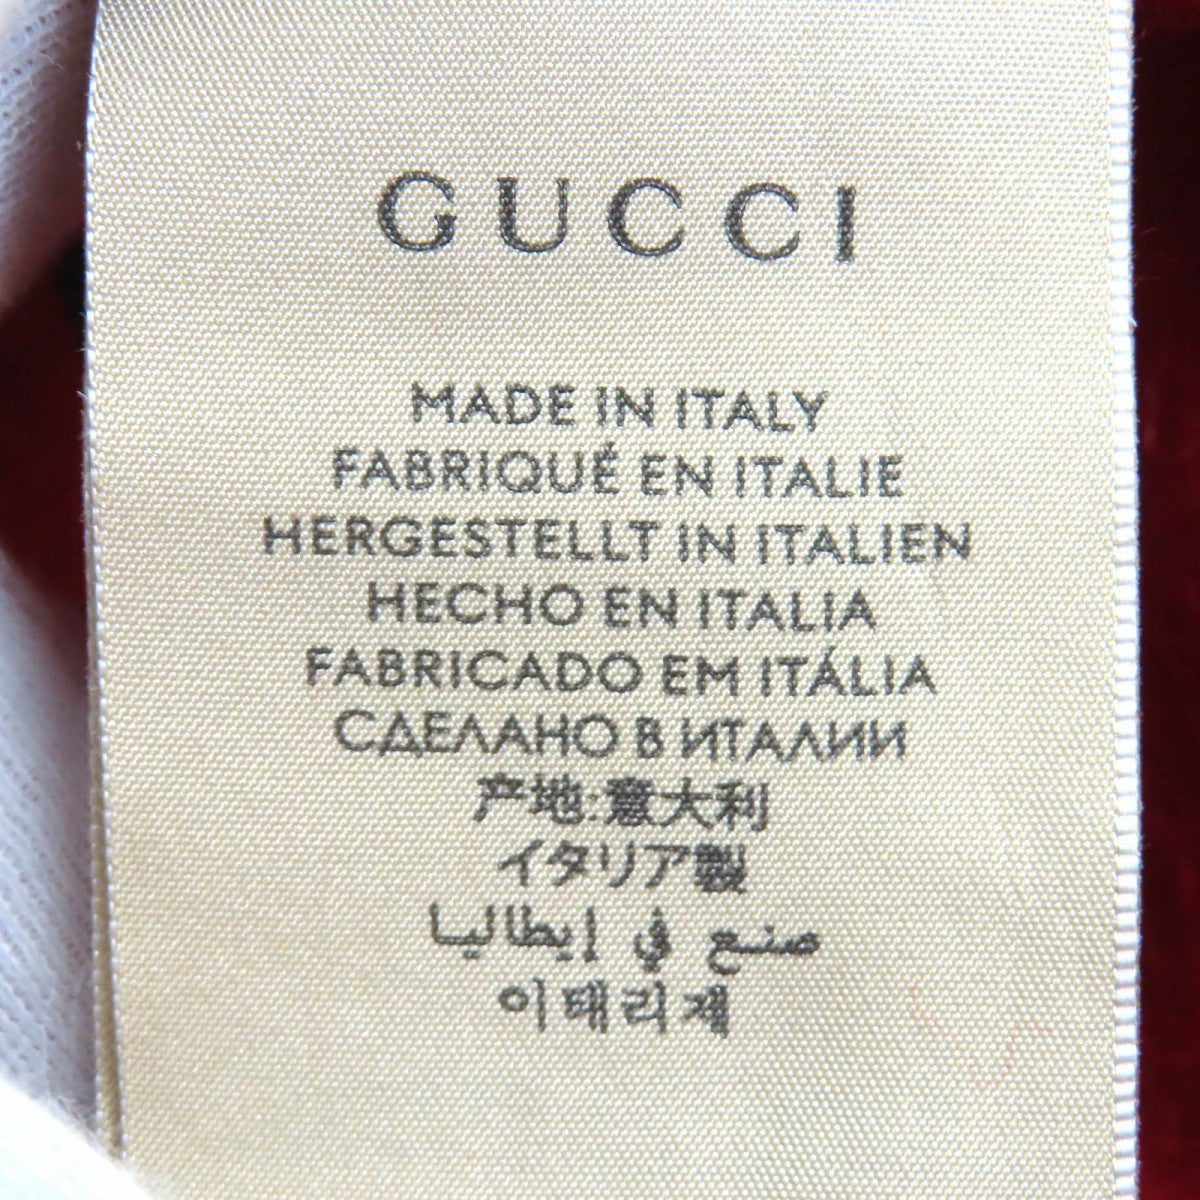 GUCCI
MADE IN ITALY
FABRIQUÉ EN ITALIE
HERGESTELLT IN ITALIEN
HECHO EN ITALIA
FABRICADO EM ITÁLIA
СДЕЛАНО В ИТАЛИИ
产地:意大利
イタリア製
صنع في إيطاليا
이태리제